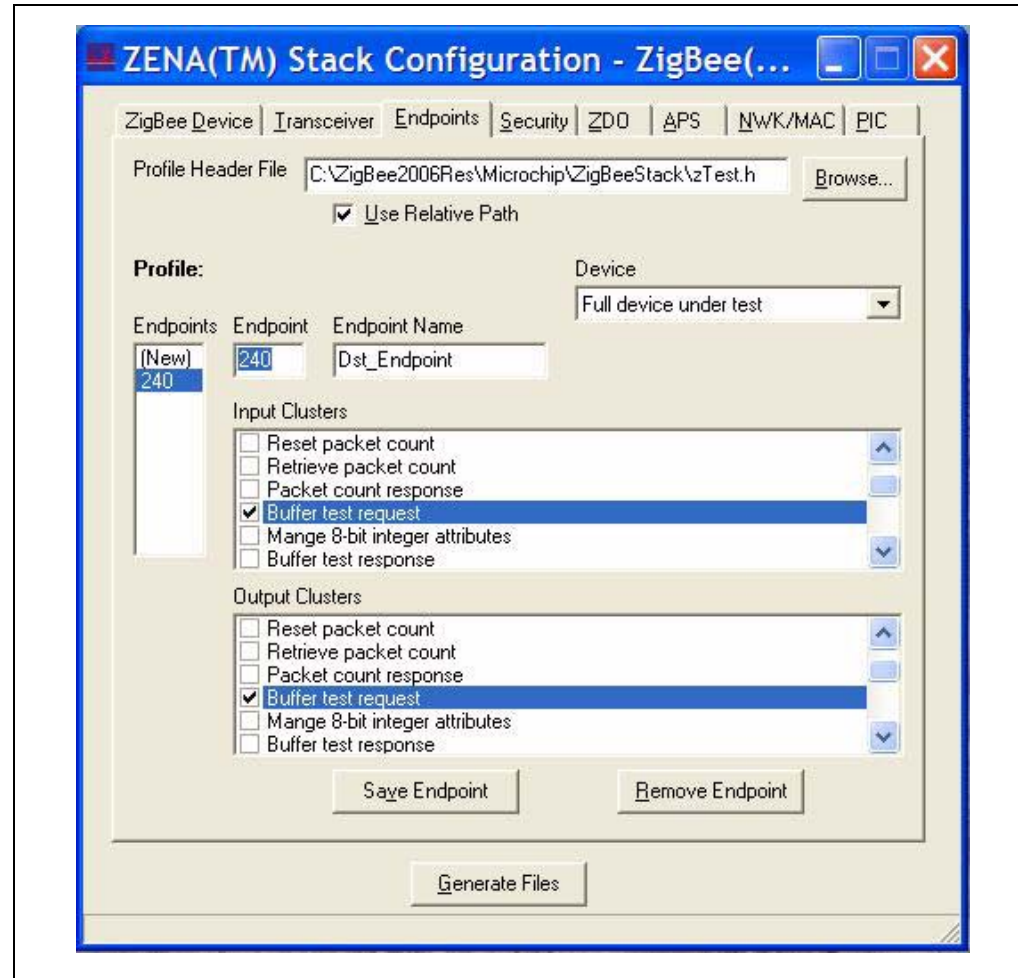 ZENA(TM) Stack Configuration - ZigBee(...
ZigBee Device Transceiver Endpoints Security ZDO APS NWK/MAC PIC
Profile Header File C:\ZigBee2006Res\Microchip\ZigBeeStack\zTest.h Browse...
Use Relative Path
Profile: Device
Full device under test
Endpoints Endpoint Endpoint Name
(New) 240 Dst_Endpoint
240
Input Clusters
Reset packet count
Retrieve packet count
Packet count response
Buffer test request
Mange 8-bit integer attributes
Buffer test response
Output Clusters
Reset packet count
Retrieve packet count
Packet count response
Buffer test request
Mange 8-bit integer attributes
Buffer test response
Save Endpoint Remove Endpoint
Generate Files